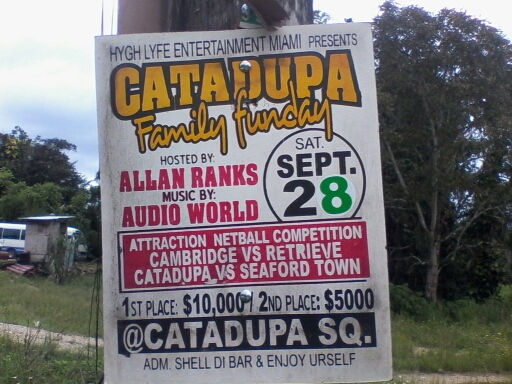 HYGH LYFE ENTERTAINMENT MIAMI PRESENTS
CATADUPA
Family funday
HOSTED BY:
ALLAN RANKS
MUSIC BY:
AUDIO WORLD
SAT.
SEPT.
28
ATTRACTION NETBALL COMPETITION
CAMBRIDGE VS RETRIEVE
CATADUPA VS SEAFORD TOWN
1ST PLACE: $10,000 / 2ND PLACE: $5000
@CATADUPA SQ.
ADM. SHELL DI BAR & ENJOY URSELF